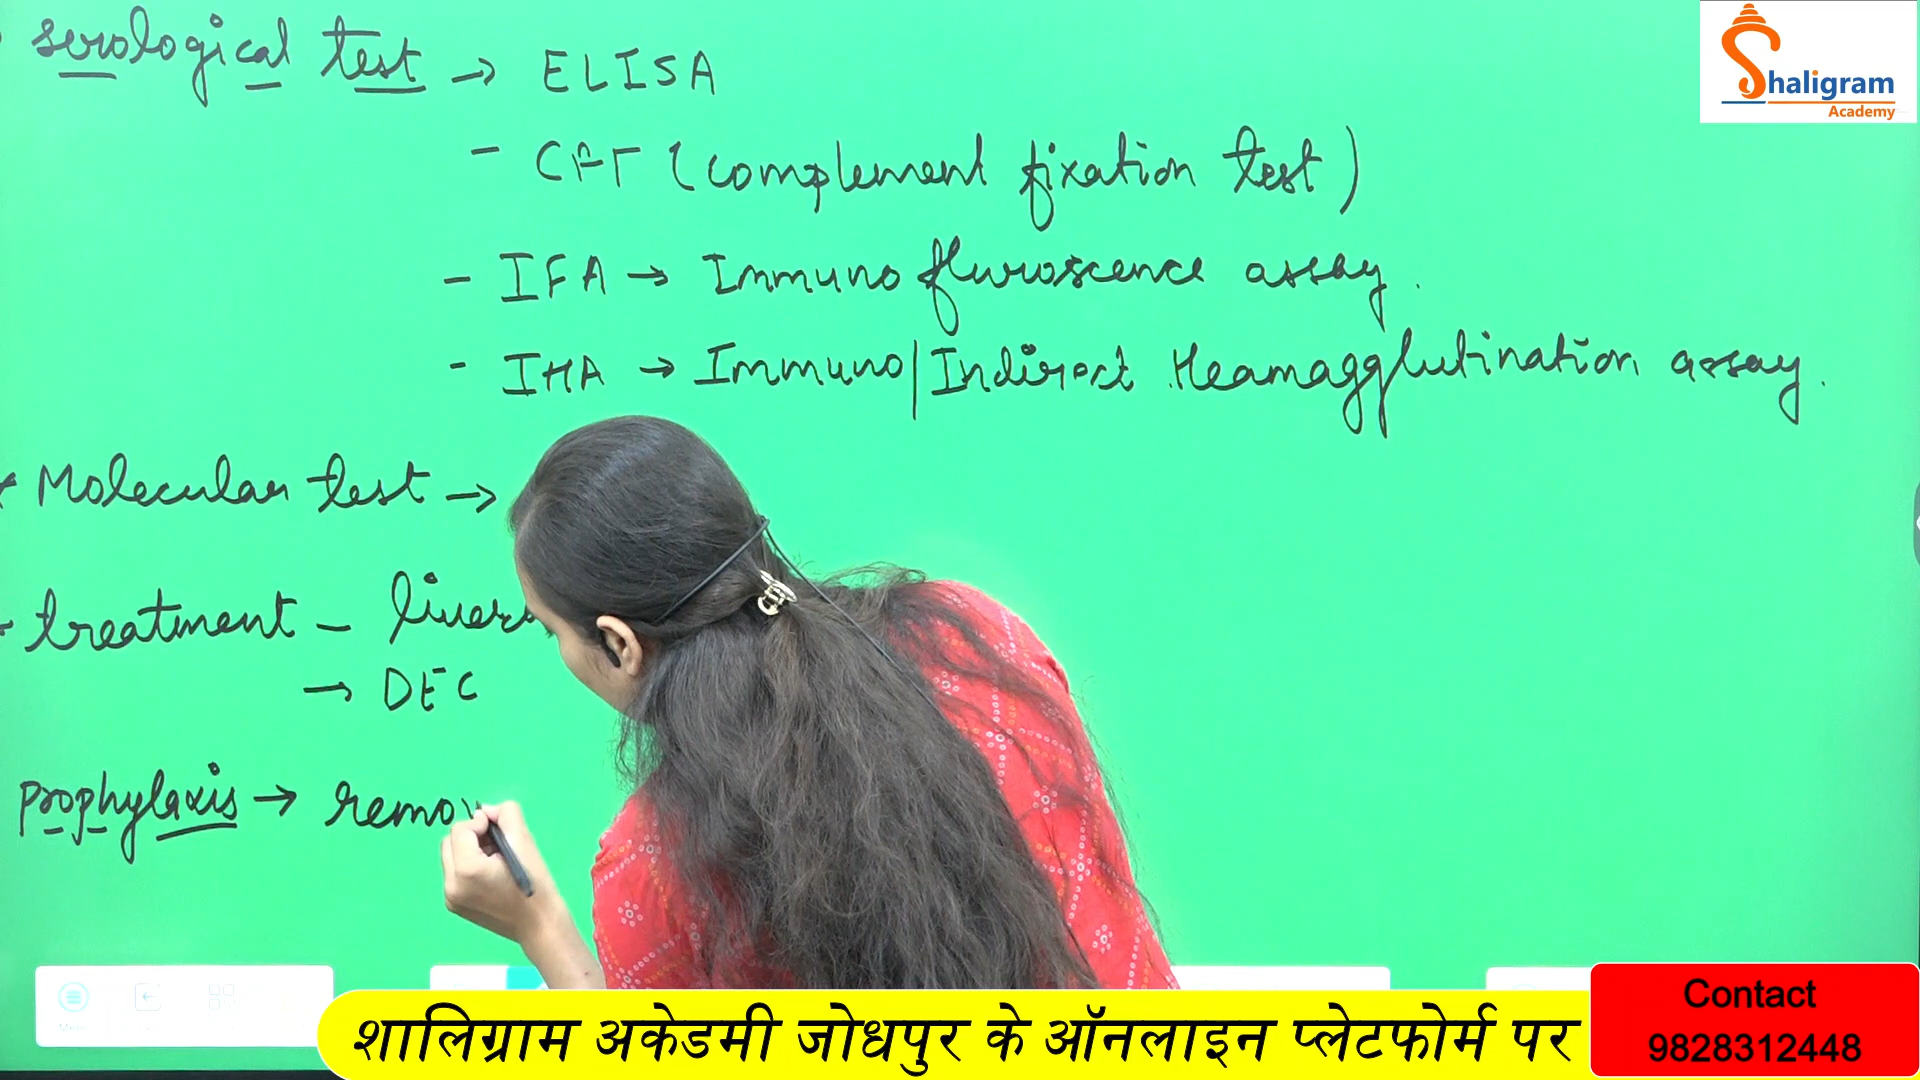 serological test → ELISA
Shaligram
Academy
- CFT (complement fixation test)
- IFA → Immuno fluroscence assay.
- IHA → Immuno/Indirect Heamagglutination assay.
Molecular test →
treatment -
→ DEC
prophylaxis →
शालिग्राम अकेडमी जोधपुर के ऑनलाइन प्लेटफोर्म पर
Contact
9828312448